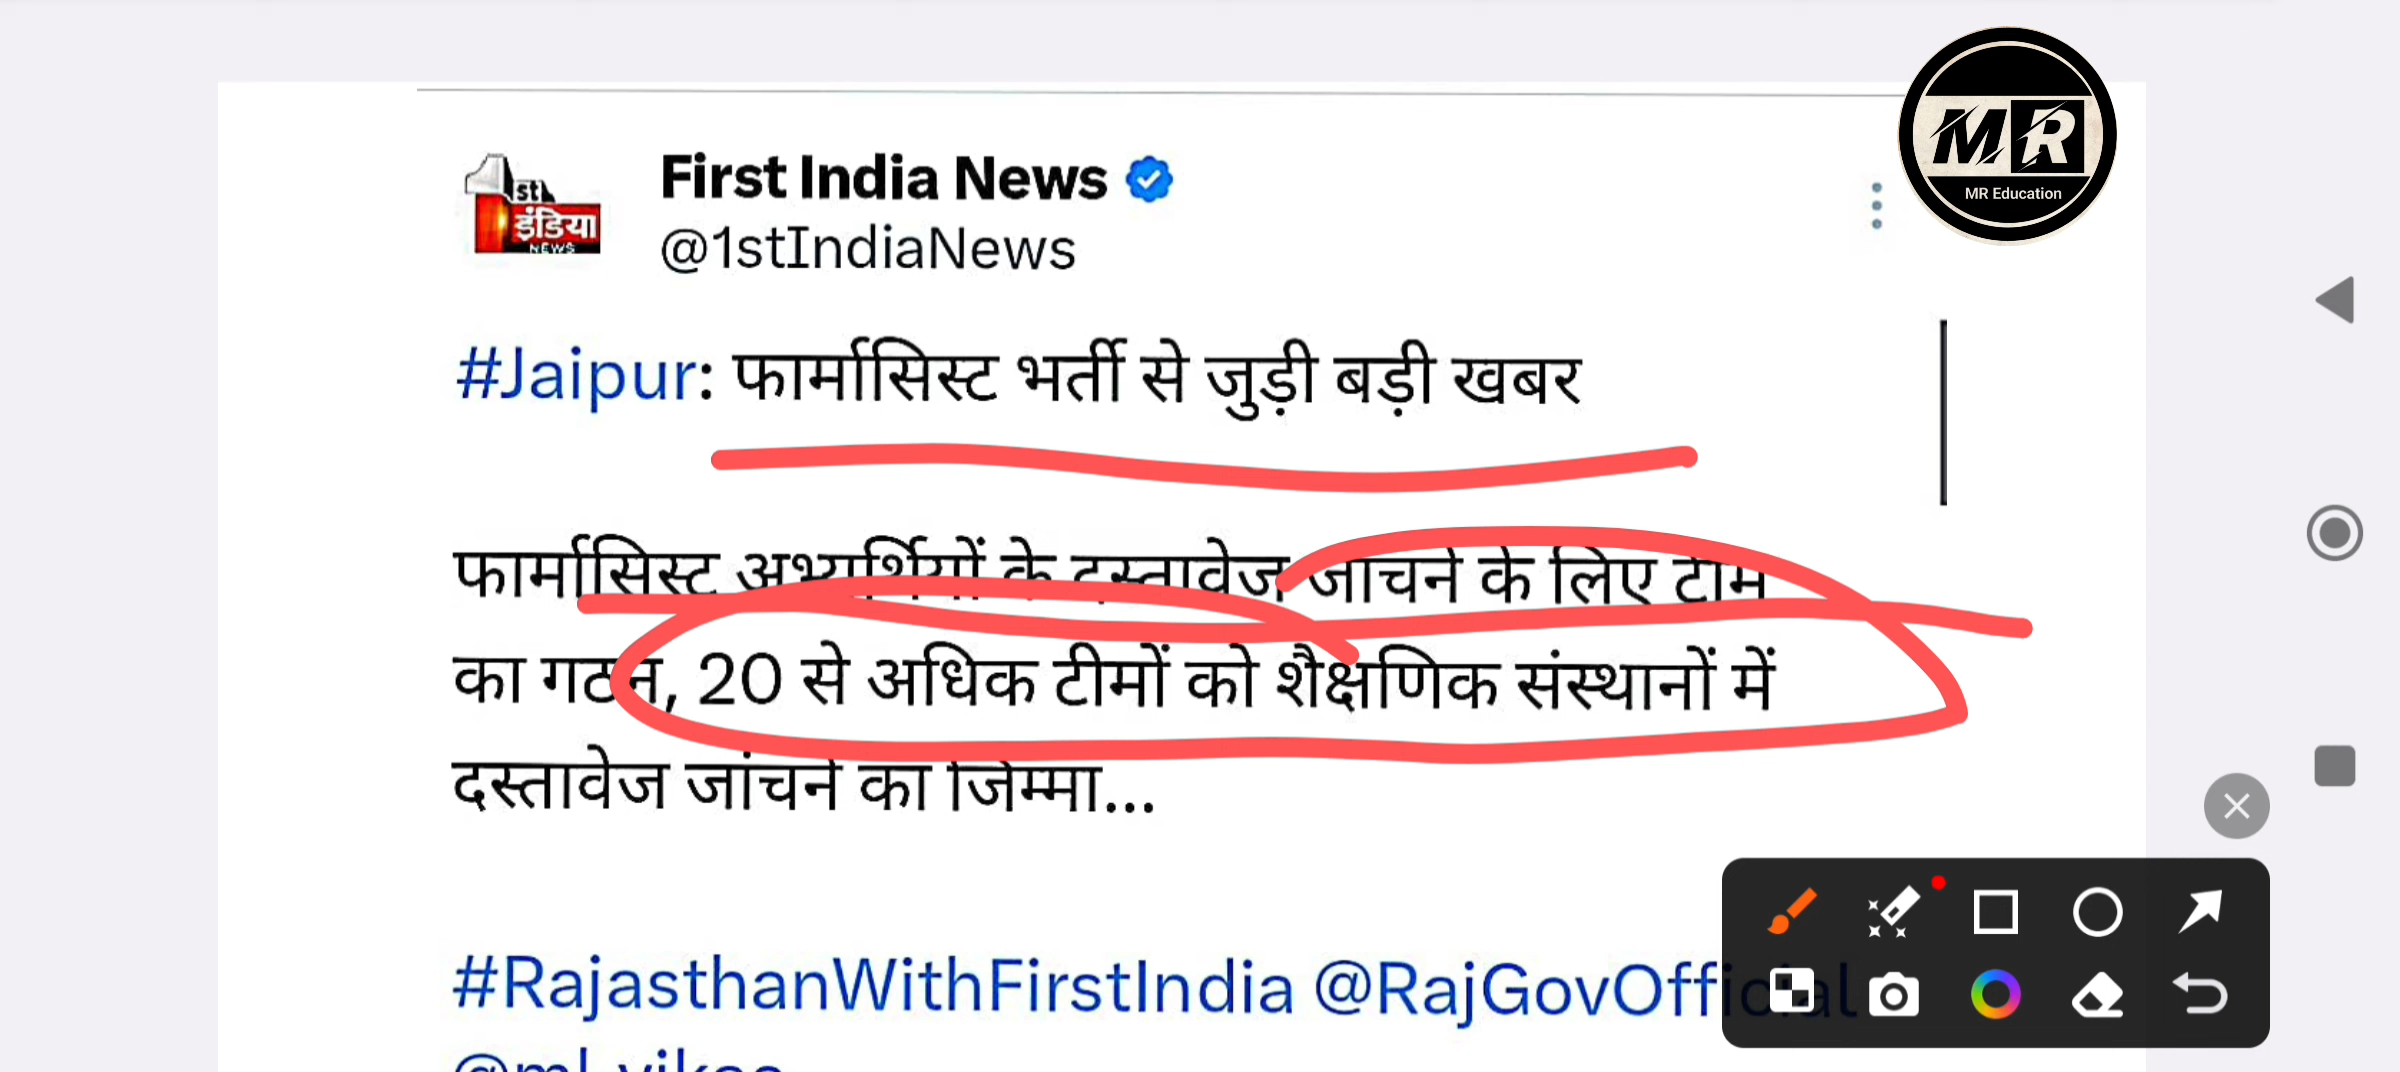 MR
MR Education
1st
इंडिया
NEWS
First India News
@1stIndiaNews
#Jaipur: फार्मासिस्ट भर्ती से जुड़ी बड़ी खबर
फार्मासिस्ट अभ्यर्थियों के दस्तावेज जांचने के लिए टीम
का गठन, 20 से अधिक टीमों को शैक्षणिक संस्थानों में
दस्तावेज जांचने का जिम्मा...
#RajasthanWithFirstIndia @RajGovOfficial